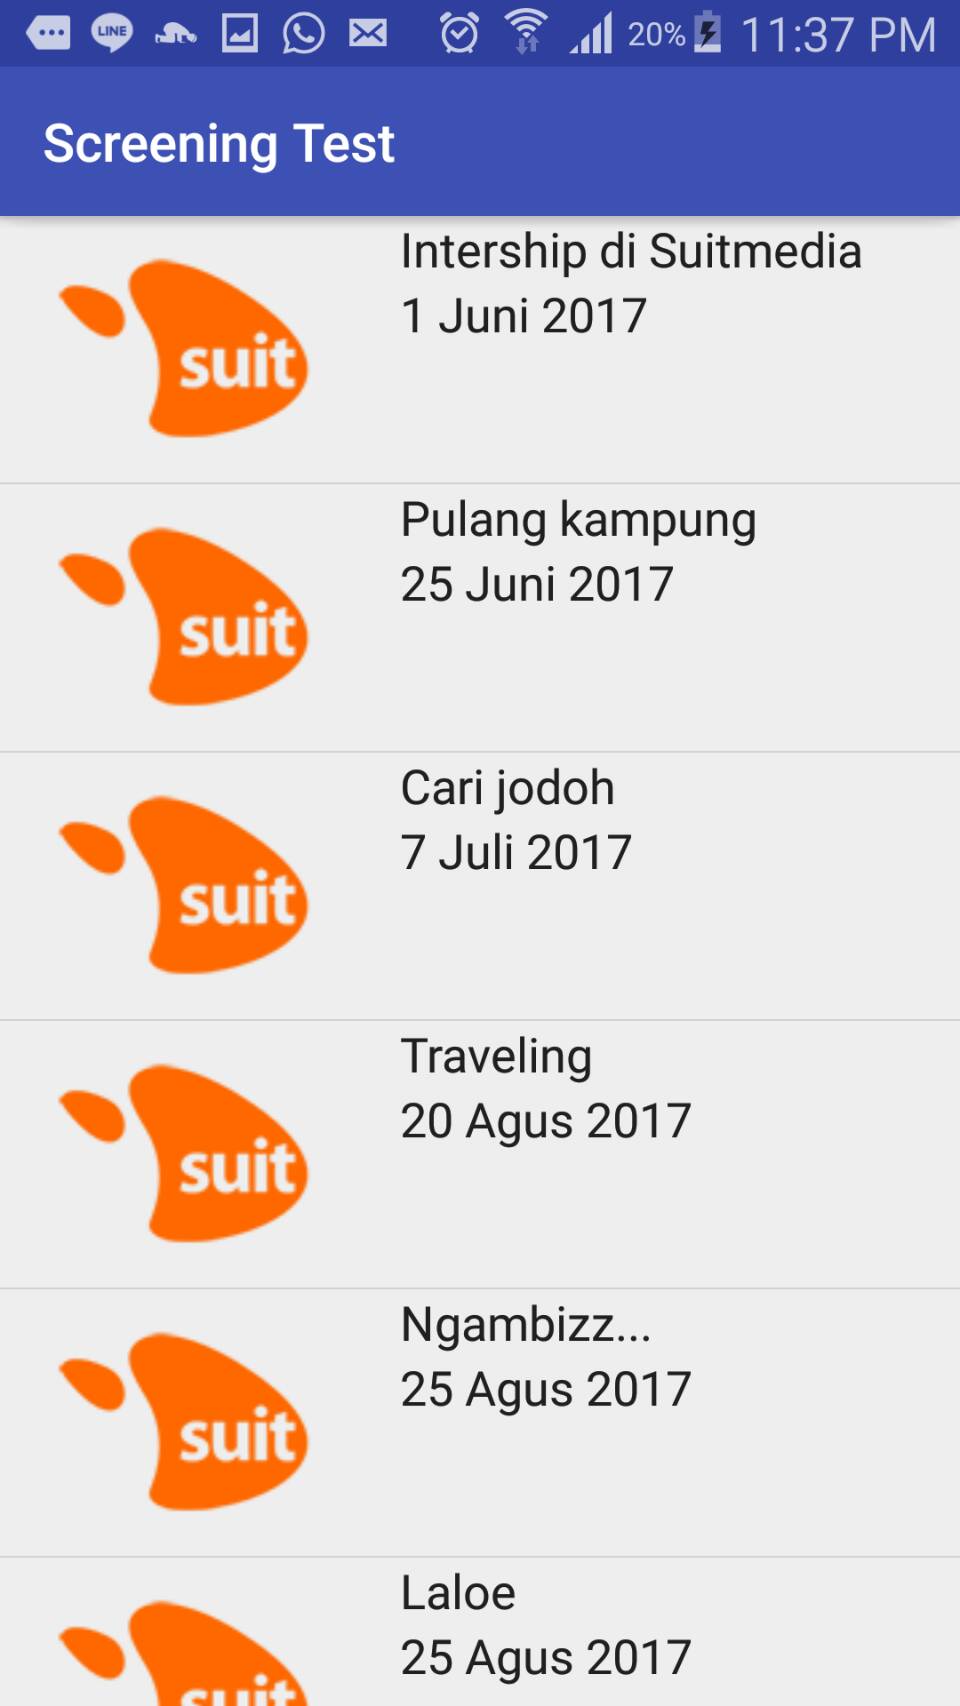 LINE
20%
11:37 PM
Screening Test
suit
Intership di Suitmedia
1 Juni 2017
suit
Pulang kampung
25 Juni 2017
suit
Cari jodoh
7 Juli 2017
suit
Traveling
20 Agus 2017
suit
Ngambizz...
25 Agus 2017
suit
Laloe
25 Agus 2017